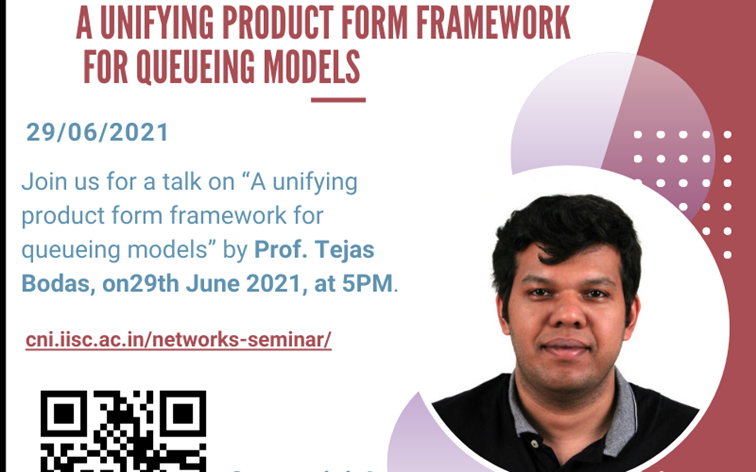 A UNIFYING PRODUCT FORM FRAMEWORK
FOR QUEUEING MODELS
29/06/2021
Join us for a talk on “A unifying
product form framework for
queueing models” by Prof. Tejas
Bodas, on29th June 2021, at 5PM.
cni.iisc.ac.in/networks-seminar/